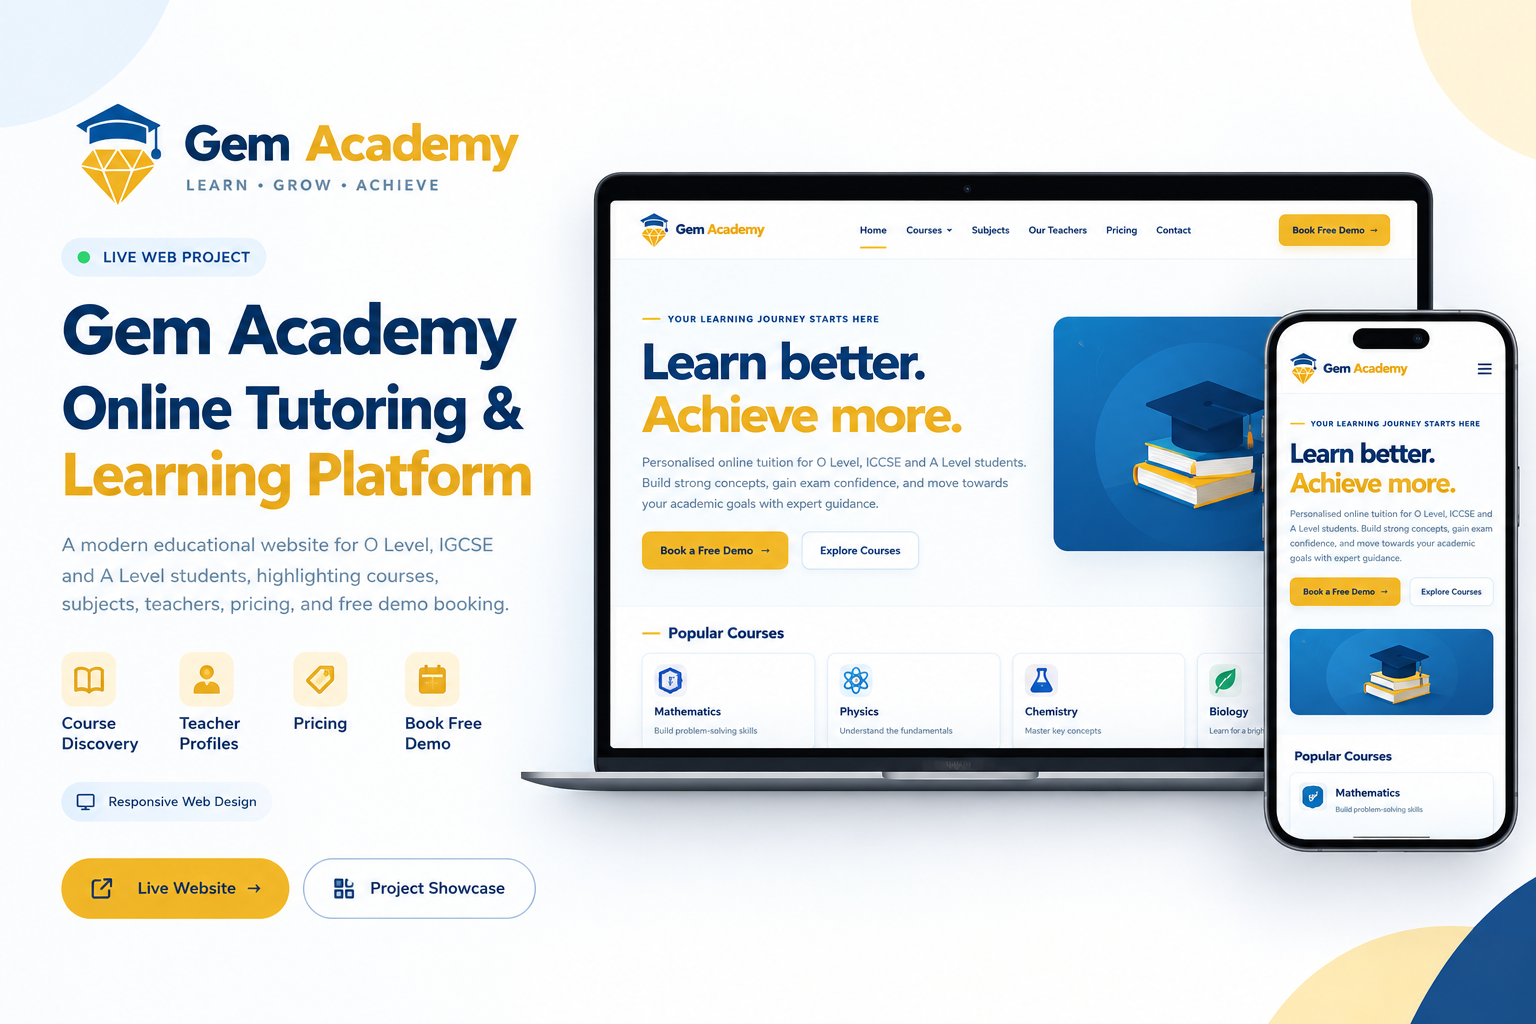 Gem Academy
LEARN • GROW • ACHIEVE
LIVE WEB PROJECT
Gem Academy
Online Tutoring &
Learning Platform
A modern educational website for O Level, IGCSE
and A Level students, highlighting courses,
subjects, teachers, pricing, and free demo booking.
Course
Discovery
Teacher
Profiles
Pricing
Book Free
Demo
Responsive Web Design
Live Website →
Project Showcase
Gem Academy
Home
Courses
Subjects
Our Teachers
Pricing
Contact
Book Free Demo →
YOUR LEARNING JOURNEY STARTS HERE
Learn better.
Achieve more.
Personalised online tuition for O Level, IGCSE and A Level students.
Build strong concepts, gain exam confidence, and move towards
your academic goals with expert guidance.
Book a Free Demo →
Explore Courses
Popular Courses
Mathematics
Build problem-solving skills
Physics
Understand the fundamentals
Chemistry
Master key concepts
Biology
Learn for a brigh
Gem Academy
YOUR LEARNING JOURNEY STARTS HERE
Learn better.
Achieve more.
Personalised online tuition for O Level, ICCSE and
A Level students. Build strong concepts, gain exam
confidence, and move towards your academic
goals with expert guidance.
Book a Free Demo →
Explore Courses
Popular Courses
Mathematics
Build problem-solving skills